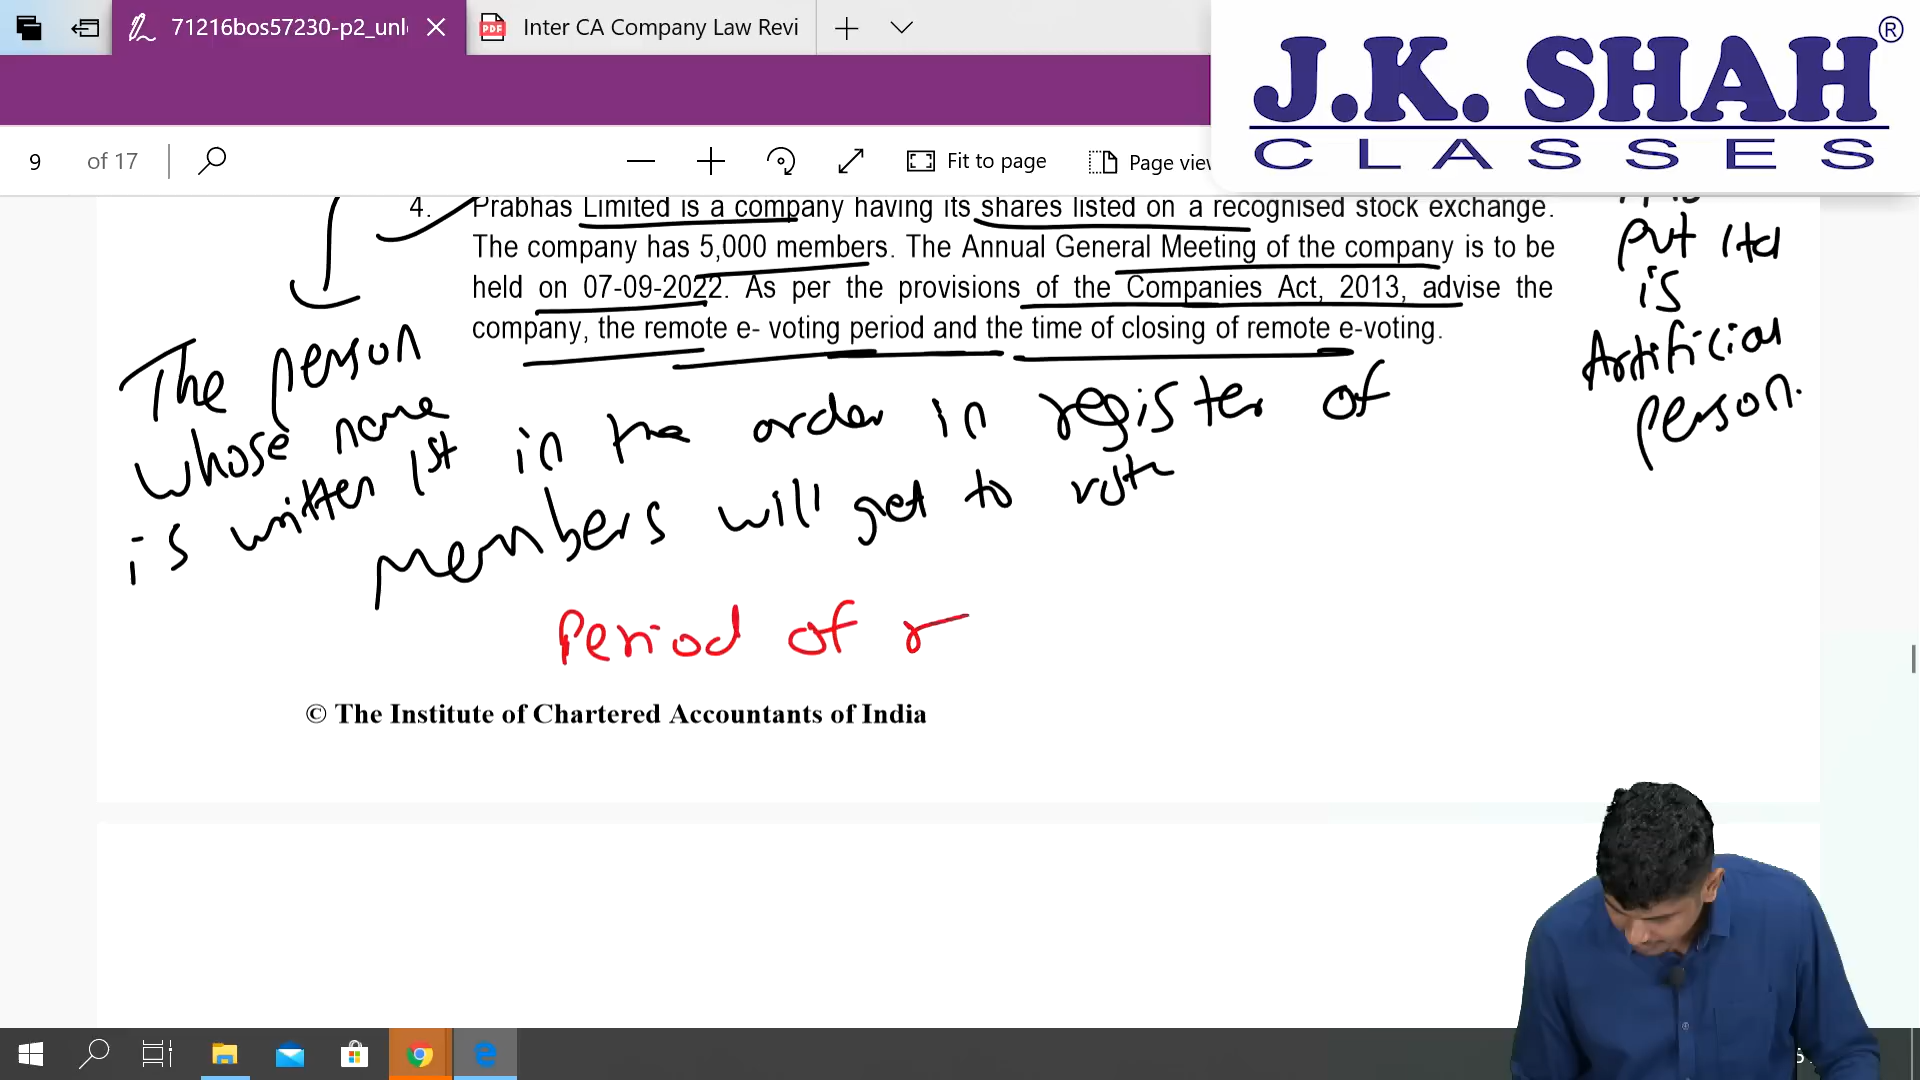 71216bos57230-p2_unl
Inter CA Company Law Revi
J.K. SHAH®
CLASSES
9 of 17
Fit to page
Page view
4. Prabhas Limited is a company having its shares listed on a recognised stock exchange.
The company has 5,000 members. The Annual General Meeting of the company is to be
held on 07-09-2022. As per the provisions of the Companies Act, 2013, advise the
company, the remote e- voting period and the time of closing of remote e-voting.
pvt ltd
is
Artificial
person.
The person
whose name
is written 1st in the order in register of
members will get to vote
Period of r
© The Institute of Chartered Accountants of India